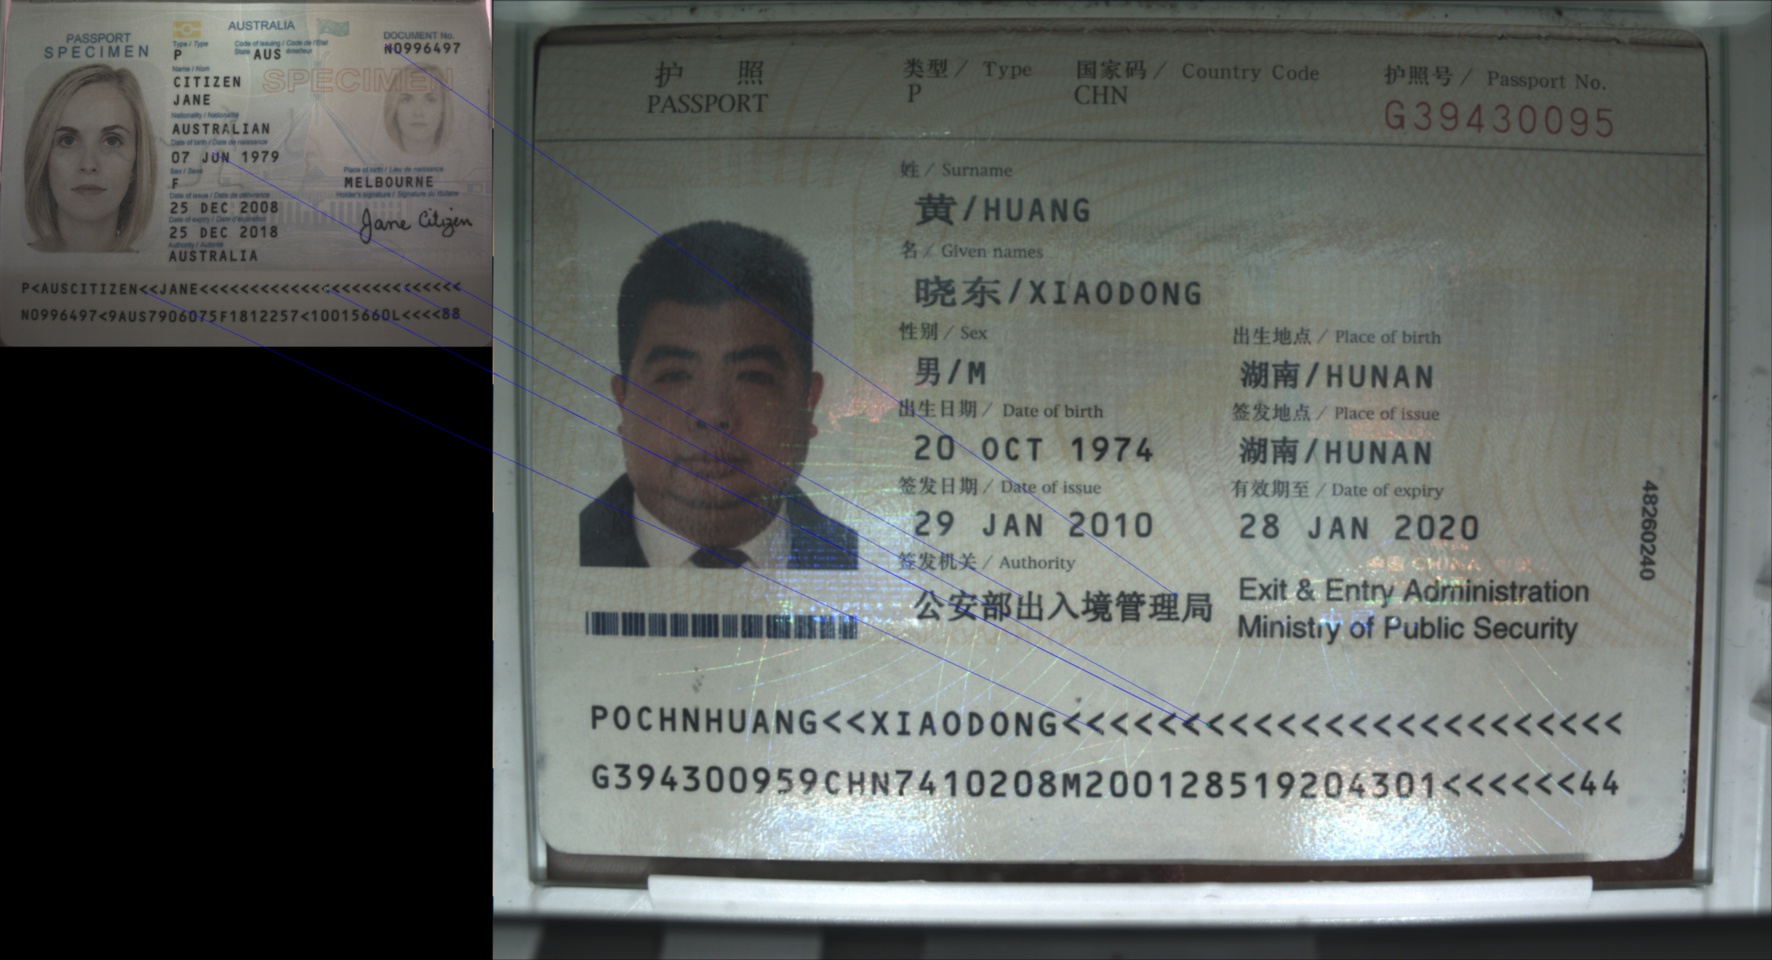 AUSTRALIA
PASSPORT
SPECIMEN
Type / Type
P
Code of issuing / Code de l'État
State AUS émetteur
DOCUMENT No.
N0996497
Name / Nom
CITIZEN
JANE
SPECIMEN
Nationality / Nationalité
AUSTRALIAN
Date of birth / Date de naissance
07 JUN 1979
Sex / Sexe
F
Place of birth / Lieu de naissance
MELBOURNE
Date of issue / Date de délivrance
25 DEC 2008
Holder's signature / Signature du titulaire
Jane Citizen
Date of expiry / Date d'expiration
25 DEC 2018
Authority / Autorité
AUSTRALIA
P<AUSCITIZEN<<JANE<<<<<<<<<<<<<<<<<<<<<<<<<<
N0996497<9AUS7906075F1812257<10015660L<<<<88
护 照
PASSPORT
类型 / Type
P
国家码 / Country Code
CHN
护照号 / Passport No.
G39430095
姓 / Surname
黄/HUANG
名 / Given names
晓东/XIAODONG
性别 / Sex
男/M
出生地点 / Place of birth
湖南/HUNAN
出生日期 / Date of birth
20 OCT 1974
签发地点 / Place of issue
湖南/HUNAN
签发日期 / Date of issue
29 JAN 2010
有效期至 / Date of expiry
28 JAN 2020
签发机关 / Authority
公安部出入境管理局
Exit & Entry Administration
Ministry of Public Security
48260240
POCHNHUANG<<XIAODONG<<<<<<<<<<<<<<<<<<<<<<<<
G394300959CHN7410208M200128519204301<<<<<<44